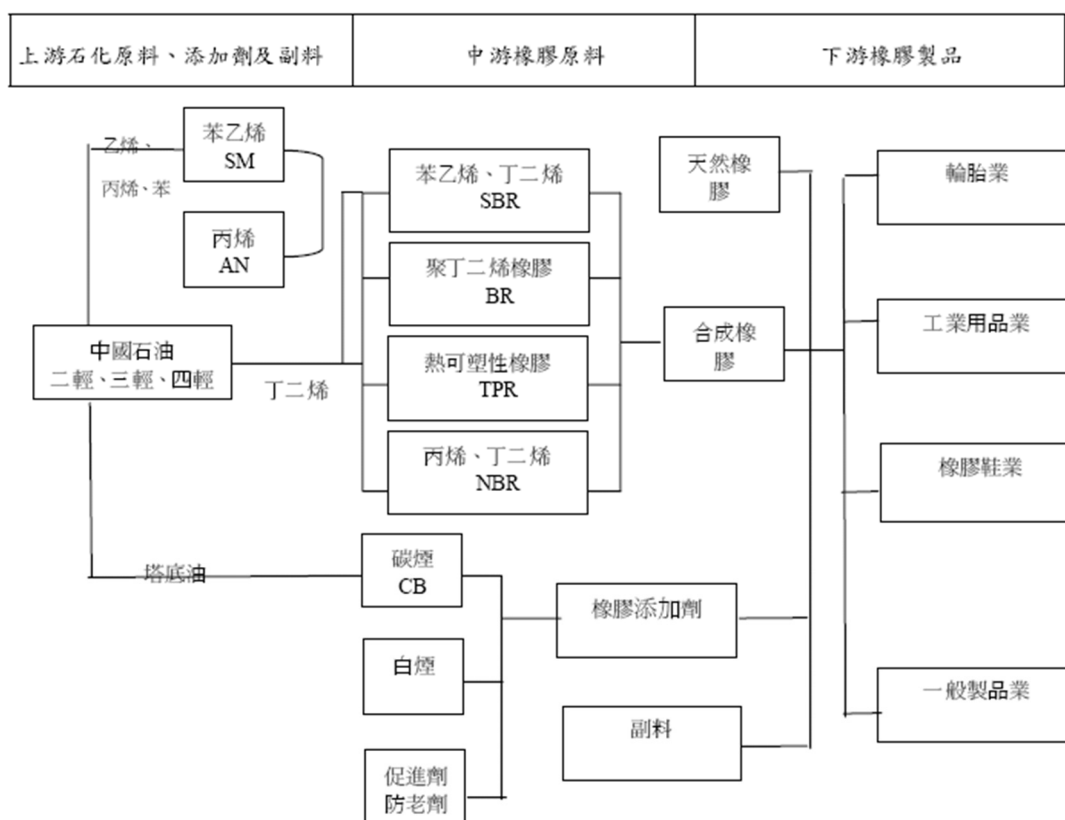 上游石化原料、添加劑及副料
中游橡膠原料
下游橡膠製品
乙烯、
丙烯、苯
苯乙烯
SM
丙烯
AN
中國石油
二輕、三輕、四輕
丁二烯
塔底油
苯乙烯、丁二烯
SBR
聚丁二烯橡膠
BR
熱可塑性橡膠
TPR
丙烯、丁二烯
NBR
碳煙
CB
白煙
促進劑
防老劑
天然橡
膠
合成橡
膠
橡膠添加劑
副料
輪胎業
工業用品業
橡膠鞋業
一般製品業